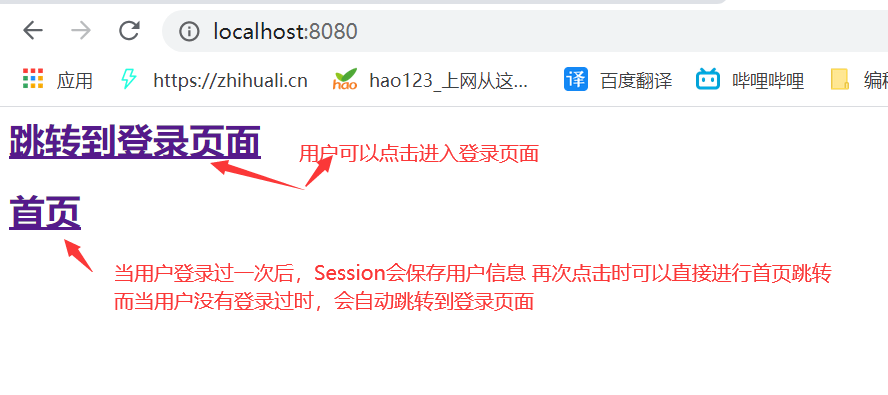 localhost:8080
应用 https://zhihuali.cn hao hao123_上网从这... 译 百度翻译 哔哩哔哩
跳转到登录页面
用户可以点击进入登录页面
首页
当用户登录过一次后，Session会保存用户信息 再次点击时可以直接进行首页跳转
而当用户没有登录过时，会自动跳转到登录页面